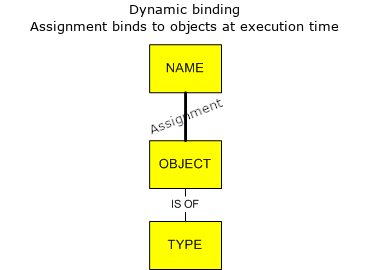 Dynamic binding
Assignment binds to objects at execution time
NAME
Assignment
OBJECT
IS OF
TYPE